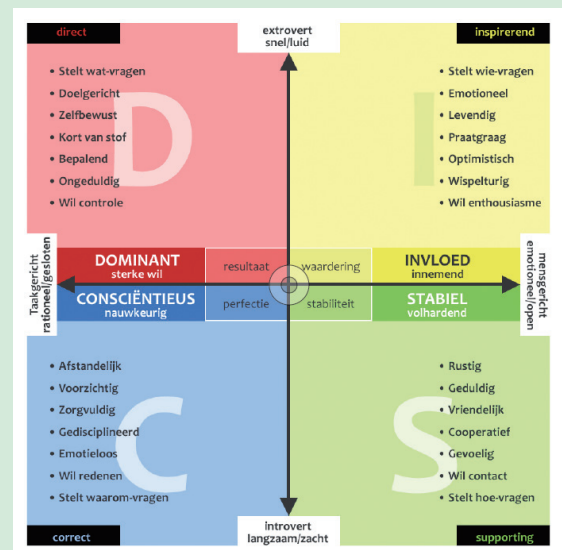 direct
extrovert
snel/luid
inspirerend
• Stelt wat-vragen
• Doelgericht
• Zelfbewust
• Kort van stof
• Bepalend
• Ongeduldig
• Wil controle
D
• Stelt wie-vragen
• Emotioneel
• Levendig
• Praatgraag
• Optimistisch
• Wispelturig
• Wil enthousiasme
I
Taakgericht
rationeel/gesloten
DOMINANT
sterke wil
resultaat
waardering
INVLOED
innemend
mensgericht
emotioneel/open
CONSCIËNTIEUS
nauwkeurig
perfectie
stabiliteit
STABIEL
volhardend
• Afstandelijk
• Voorzichtig
• Zorgvuldig
• Gedisciplineerd
• Emotieloos
• Wil redenen
• Stelt waarom-vragen
C
• Rustig
• Geduldig
• Vriendelijk
• Cooperatief
• Gevoelig
• Wil contact
• Stelt hoe-vragen
S
correct
Introvert
langzaam/zacht
supporting